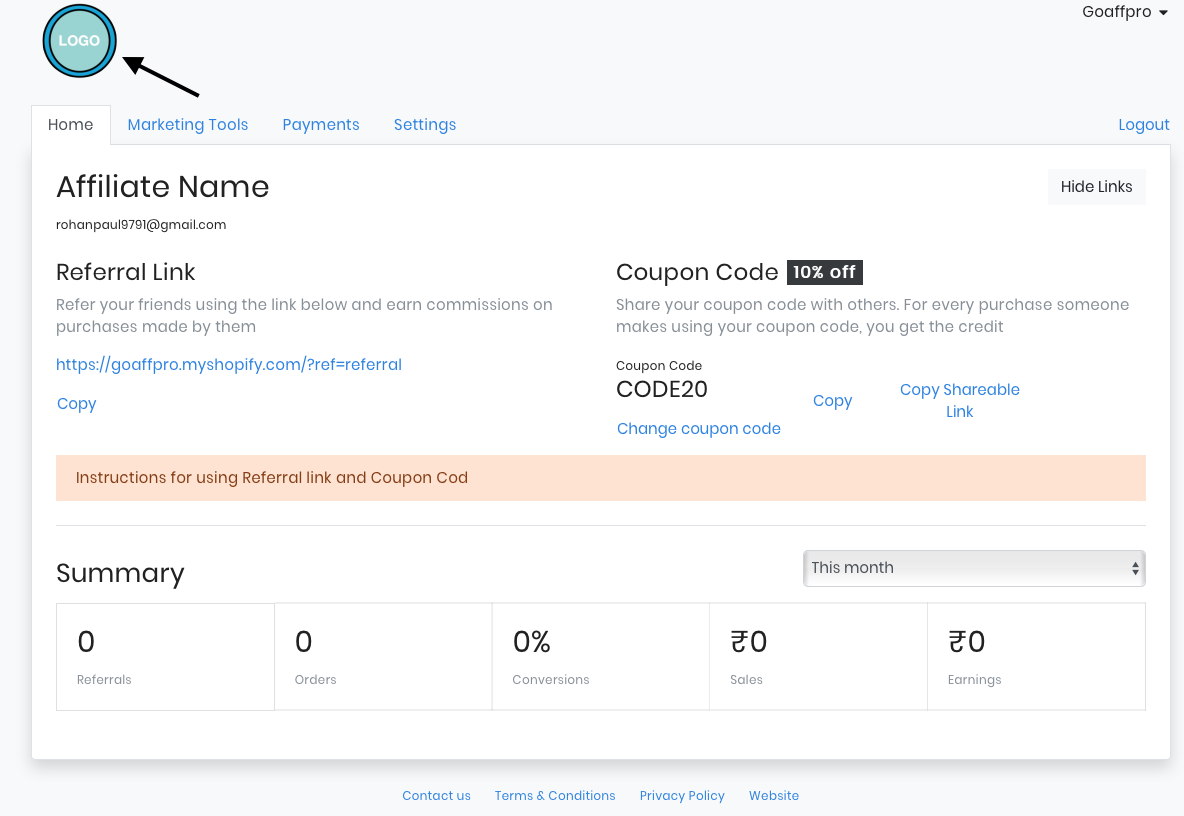 LOGO
Goaffpro
Home
Marketing Tools
Payments
Settings
Logout
Affiliate Name
Hide Links
rohanpaul9791@gmail.com
Referral Link
Refer your friends using the link below and earn commissions on
purchases made by them
https://goaffpro.myshopify.com/?ref=referral
Copy
Coupon Code 10% off
Share your coupon code with others. For every purchase someone
makes using your coupon code, you get the credit
Coupon Code
CODE20
Change coupon code
Copy
Copy Shareable
Link
Instructions for using Referral link and Coupon Cod
Summary
This month
0
Referrals
0
Orders
0%
Conversions
₹0
Sales
₹0
Earnings
Contact us
Terms & Conditions
Privacy Policy
Website